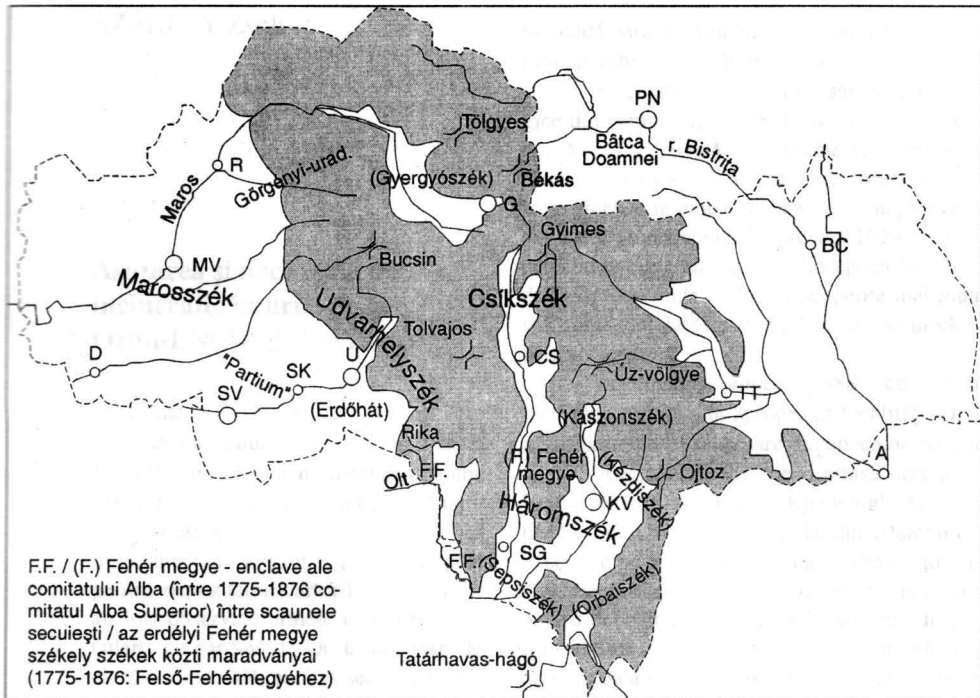 PN
Tölgyes
Bâtca
Doamnei
r. Bistrița
R
Görgényi-urad.
(Gyergyószék)
Békás
Maros
G
Gyimes
BC
MV
Bucsin
Marosszék
Csíkszék
Udvarhelyszék
Tolvajos
D
U
CS
"Partium"
SK
Úz-völgye
TT
SV
(Erdőhát)
(Kászonszék)
Rika
(F.) Fehér
megye
(Kézdiszék)
Ojtoz
A
F.F.
Olt
KV
Háromszék
SG
F.F.
(Sepsiszék)
(Orbaiszék)
Tatárhavas-hágó
F.F. / (F.) Fehér megye - enclave ale
comitatului Alba (între 1775-1876 co-
mitatul Alba Superior) între scaunele
secuiești / az erdélyi Fehér megye
székely székek közti maradványai
(1775-1876: Felső-Fehérmegyéhez)